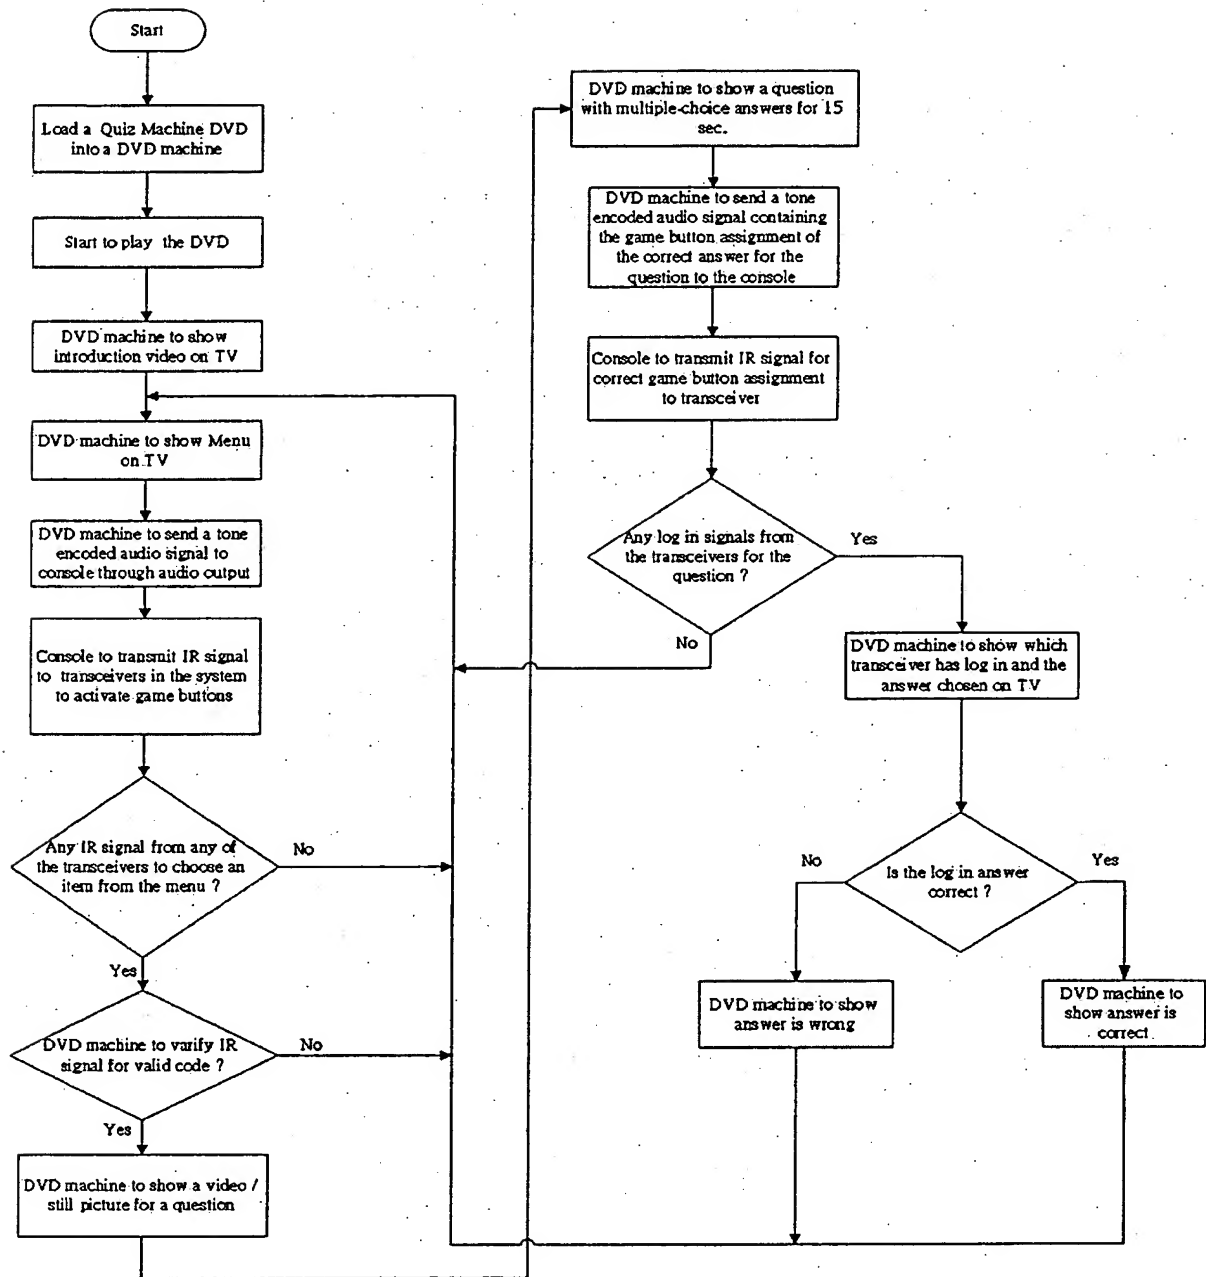 Start
Load a Quiz Machine DVD
into a DVD machine
Start to play the DVD
DVD machine to show
introduction video on TV
DVD machine to show Menu
on TV
DVD machine to send a tone
encoded audio signal to
console through audio output
Console to transmit IR signal
to transceivers in the system
to activate game buttons
Any IR signal from any of
the transceivers to choose an
item from the menu ?
No
Yes
DVD machine to varify IR
signal for valid code ?
No
Yes
DVD machine to show a video /
still picture for a question
DVD machine to show a question
with multiple-choice answers for 15
sec.
DVD machine to send a tone
encoded audio signal containing
the game button assignment of
the correct answer for the
question to the console
Console to transmit IR signal for
correct game button assignment
to transceiver
Any log in signals from
the transceivers for the
question ?
Yes
No
DVD machine to show which
transceiver has log in and the
answer chosen on TV
Is the log in answer
correct ?
No
Yes
DVD machine to show
answer is wrong
DVD machine to
show answer is
correct